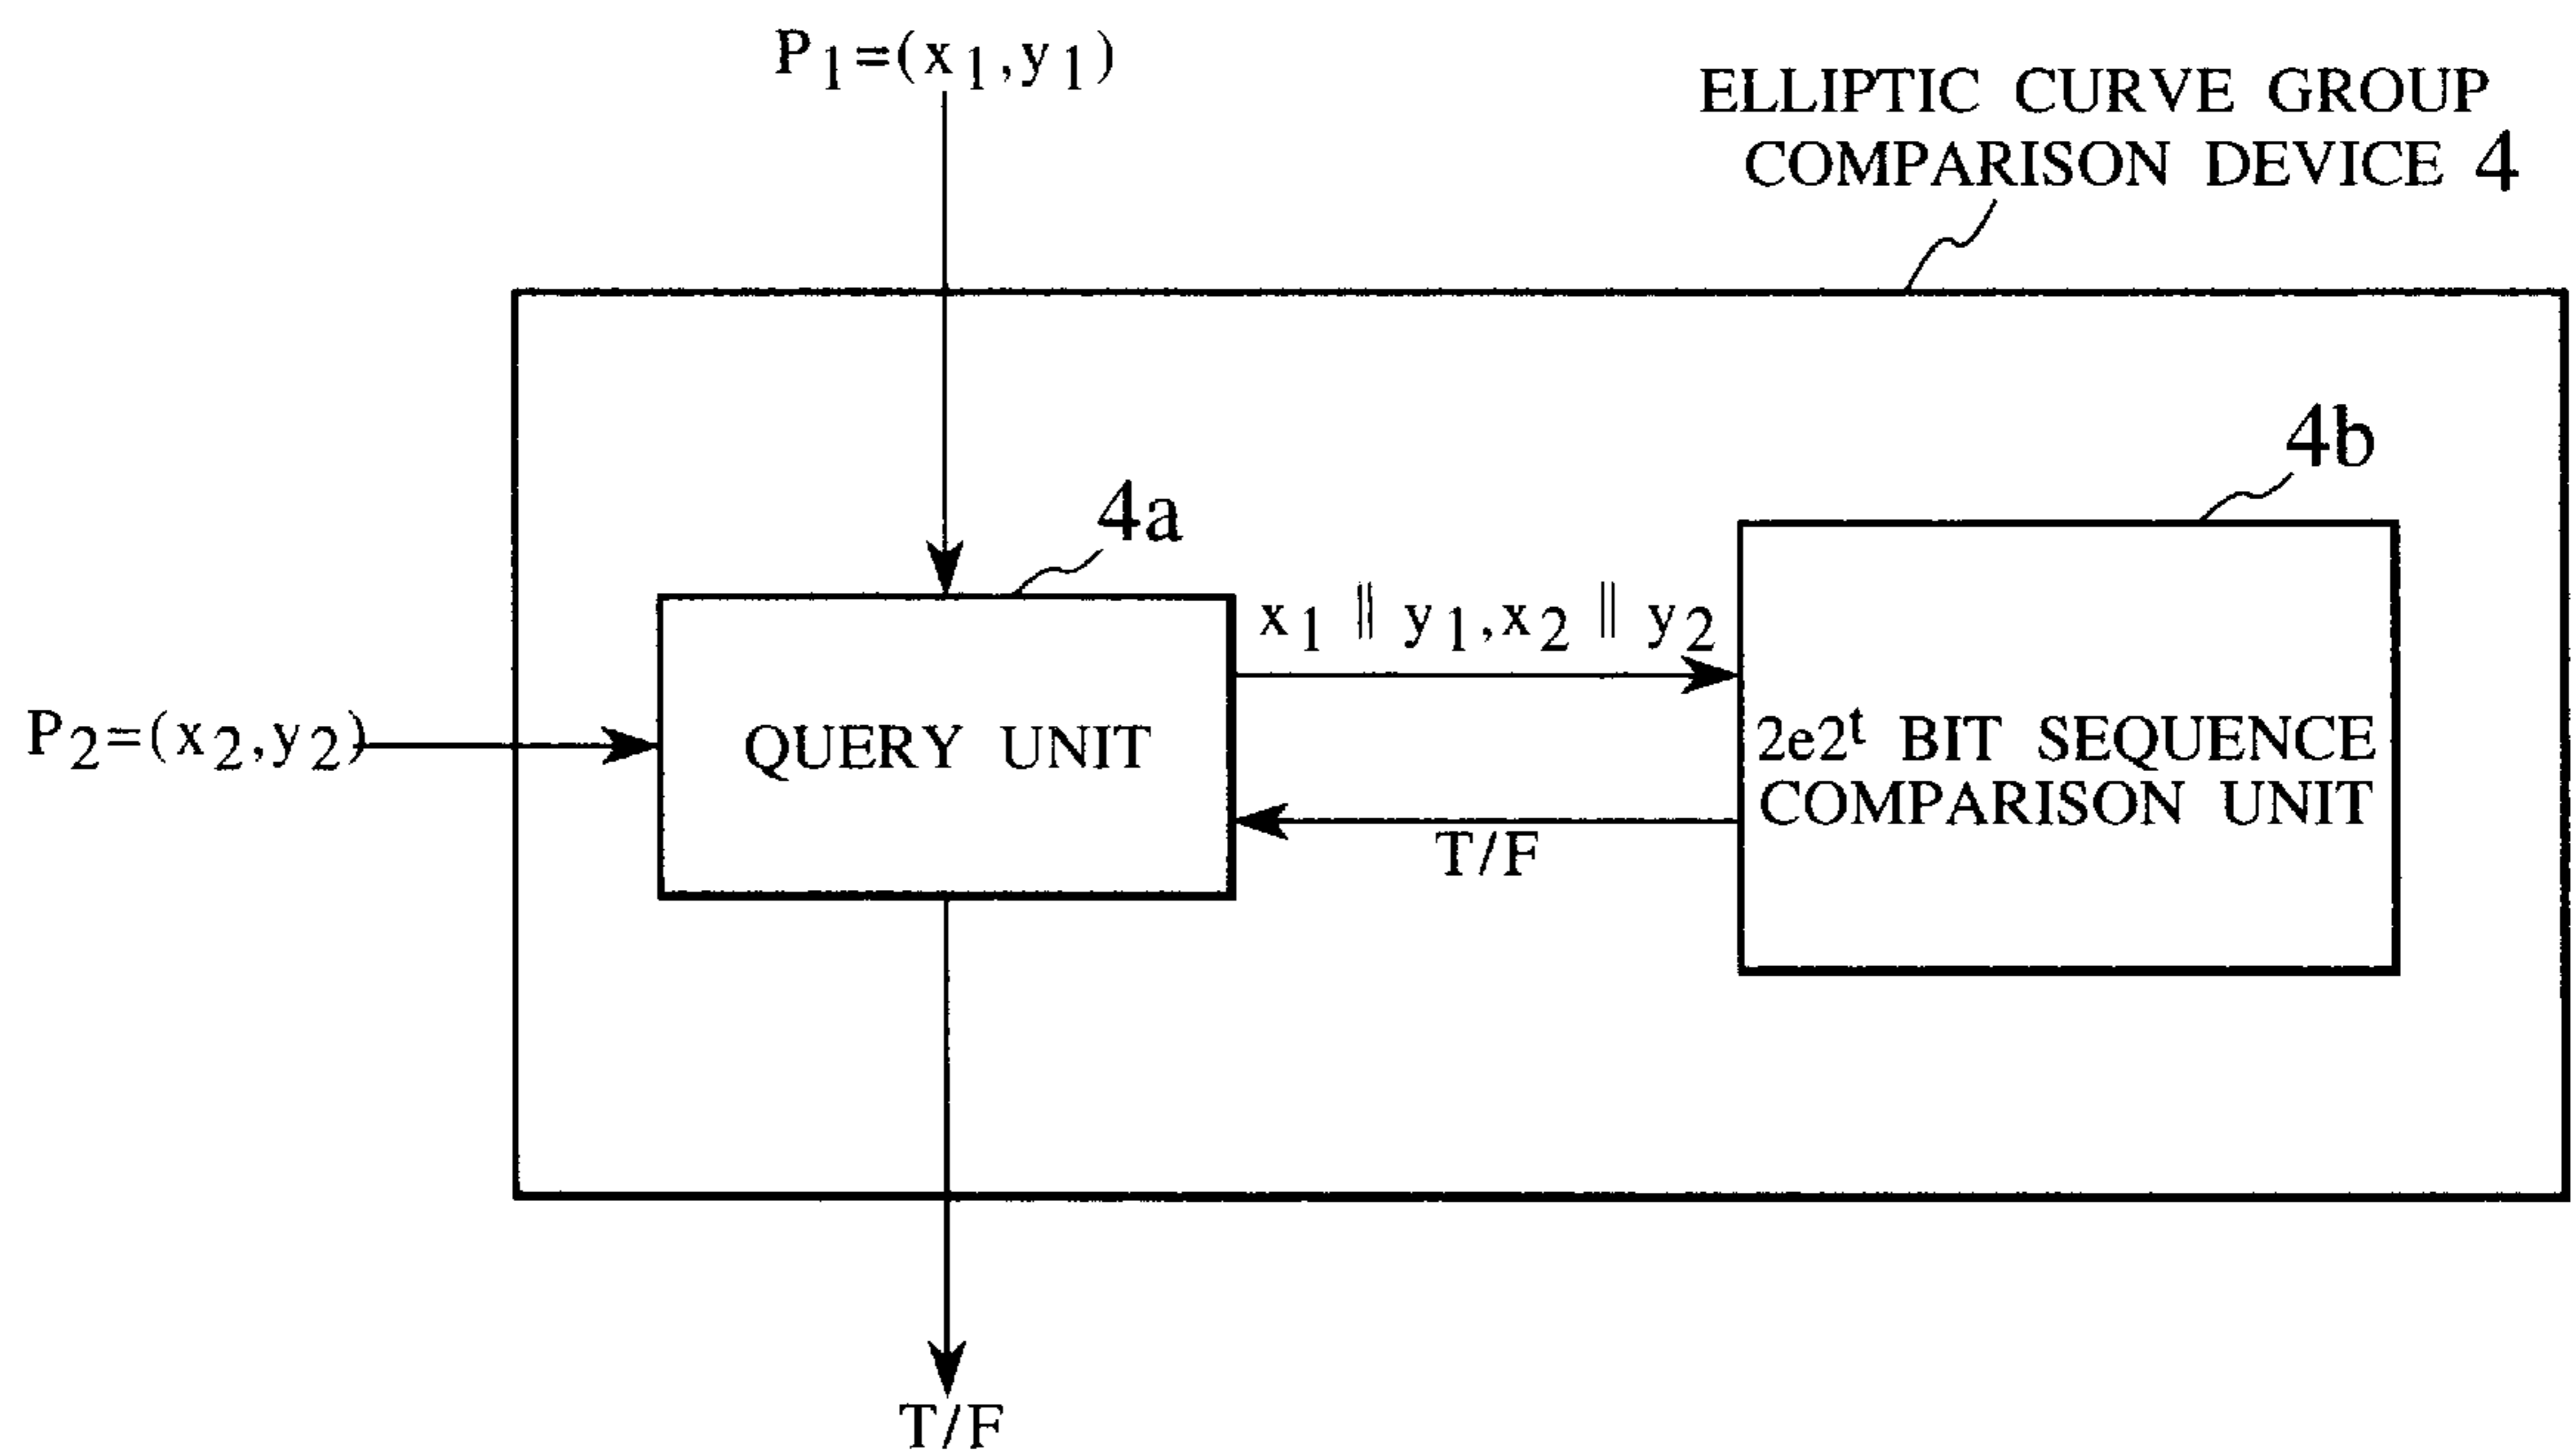 P₁=(x₁,y₁)
ELLIPTIC CURVE GROUP
COMPARISON DEVICE 4
4b
4a
x₁ ‖ y₁,x₂ ‖ y₂
P₂=(x₂,y₂)
QUERY UNIT
2e2ᵗ BIT SEQUENCE
COMPARISON UNIT
T/F
T/F